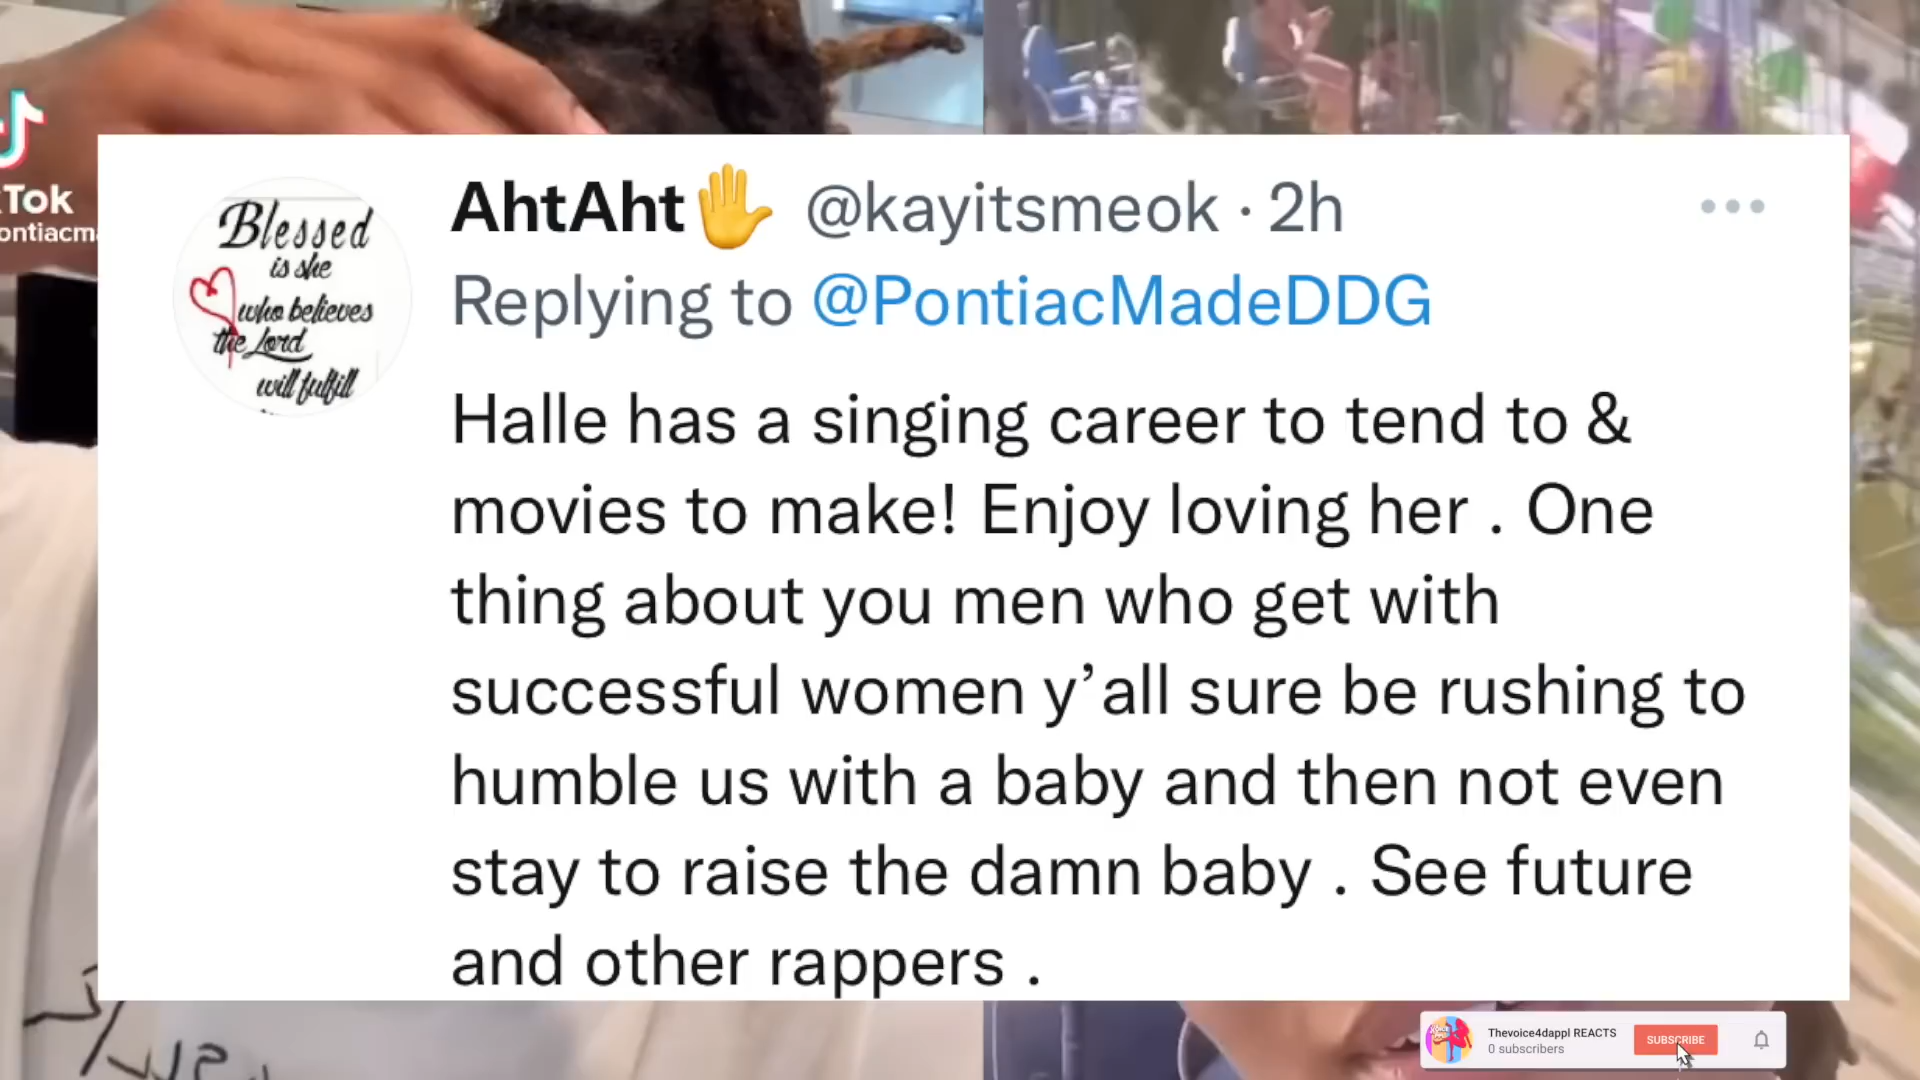 Tok
ontiacm
Blessed
is she
who believes
the Lord
will fulfill
AhtAht✋ @kayitsmeok · 2h
Replying to @PontiacMadeDDG
Halle has a singing career to tend to &
movies to make! Enjoy loving her . One
thing about you men who get with
successful women y’all sure be rushing to
humble us with a baby and then not even
stay to raise the damn baby . See future
and other rappers .
Thevoice4dappl REACTS
0 subscribers
SUBSCRIBE